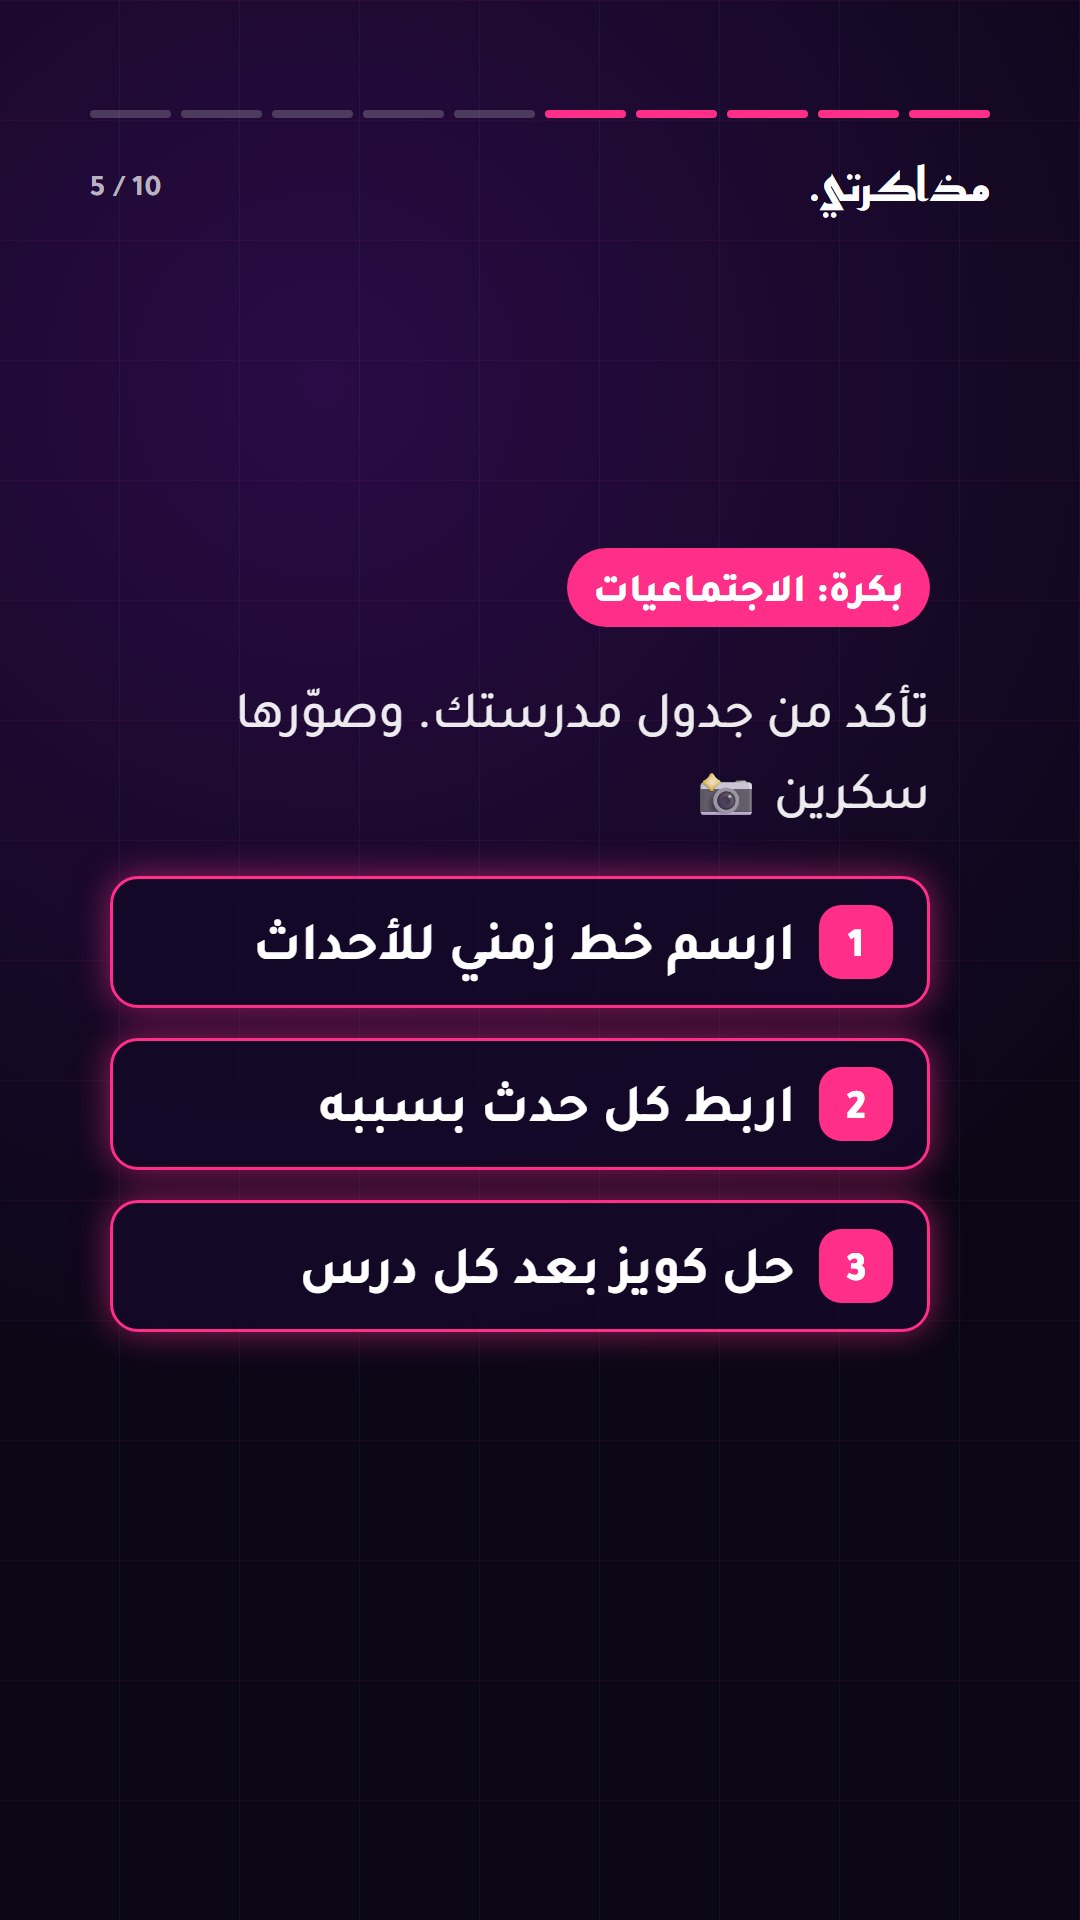 مذاكرتي.
5 / 10
بكرة: الاجتماعيات
تأكد من جدول مدرستك. وصوّرها
سكرين 📸
1 ارسم خط زمني للأحداث
2 اربط كل حدث بسببه
3 حل كويز بعد كل درس